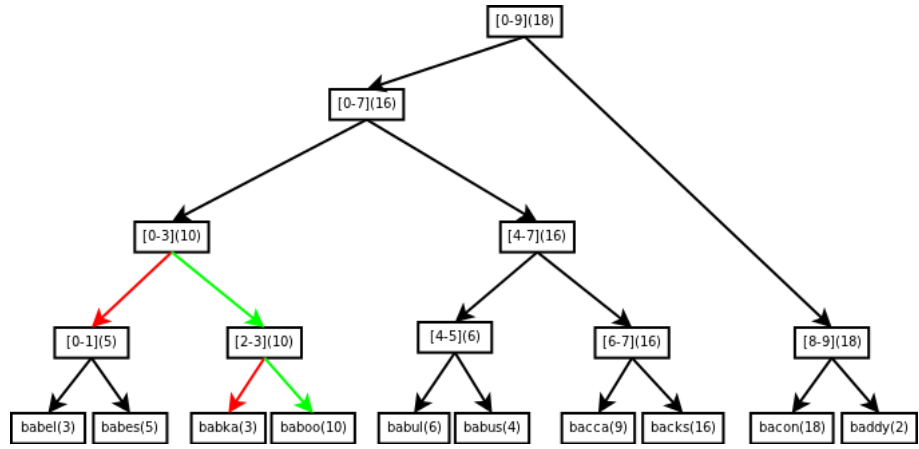 [0-9](18)
[0-7](16)
[0-3](10)
[4-7](16)
[0-1](5)
[2-3](10)
[4-5](6)
[6-7](16)
[8-9](18)
babel(3)
babes(5)
babka(3)
baboo(10)
babul(6)
babus(4)
bacca(9)
backs(16)
bacon(18)
baddy(2)